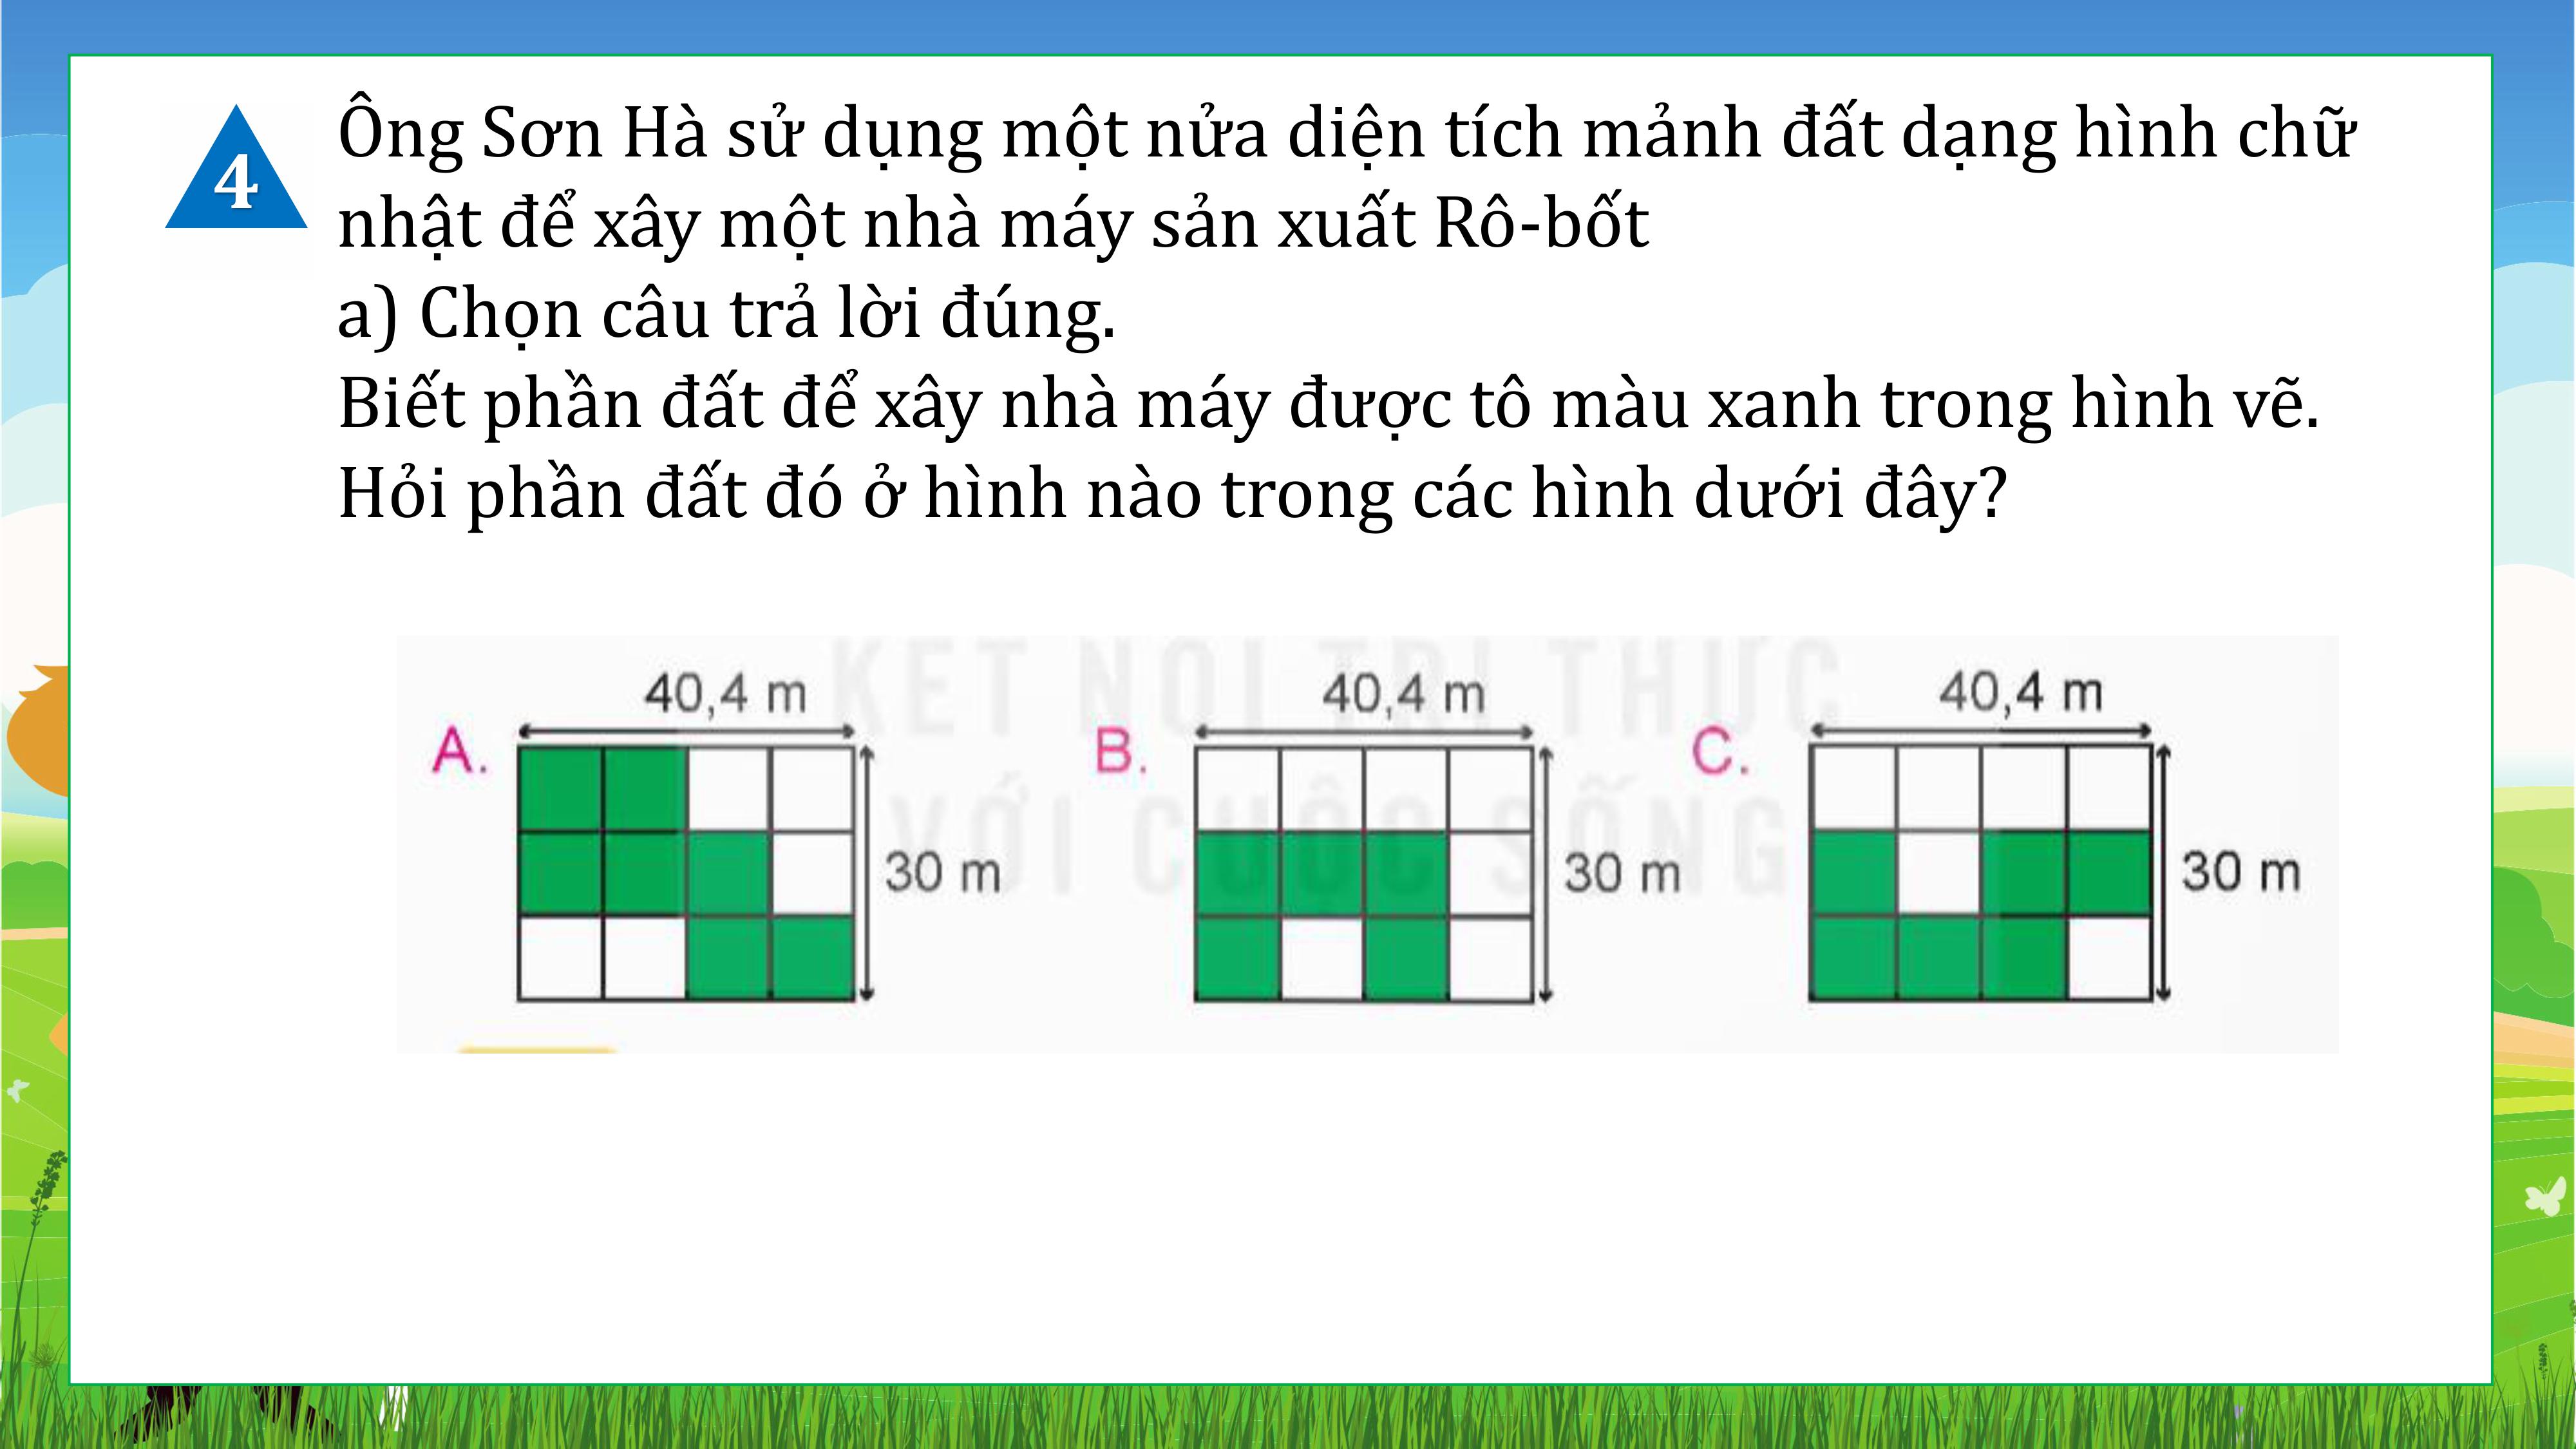 4
Ông Sơn Hà sử dụng một nửa diện tích mảnh đất dạng hình chữ
nhật để xây một nhà máy sản xuất Rô-bốt
a) Chọn câu trả lời đúng.
Biết phần đất để xây nhà máy được tô màu xanh trong hình vẽ.
Hỏi phần đất đó ở hình nào trong các hình dưới đây?
KẾT NỐI TRI THỨC
VỚI CUỘC SỐNG
A.
40,4 m
30 m
B.
40,4 m
30 m
C.
40,4 m
30 m